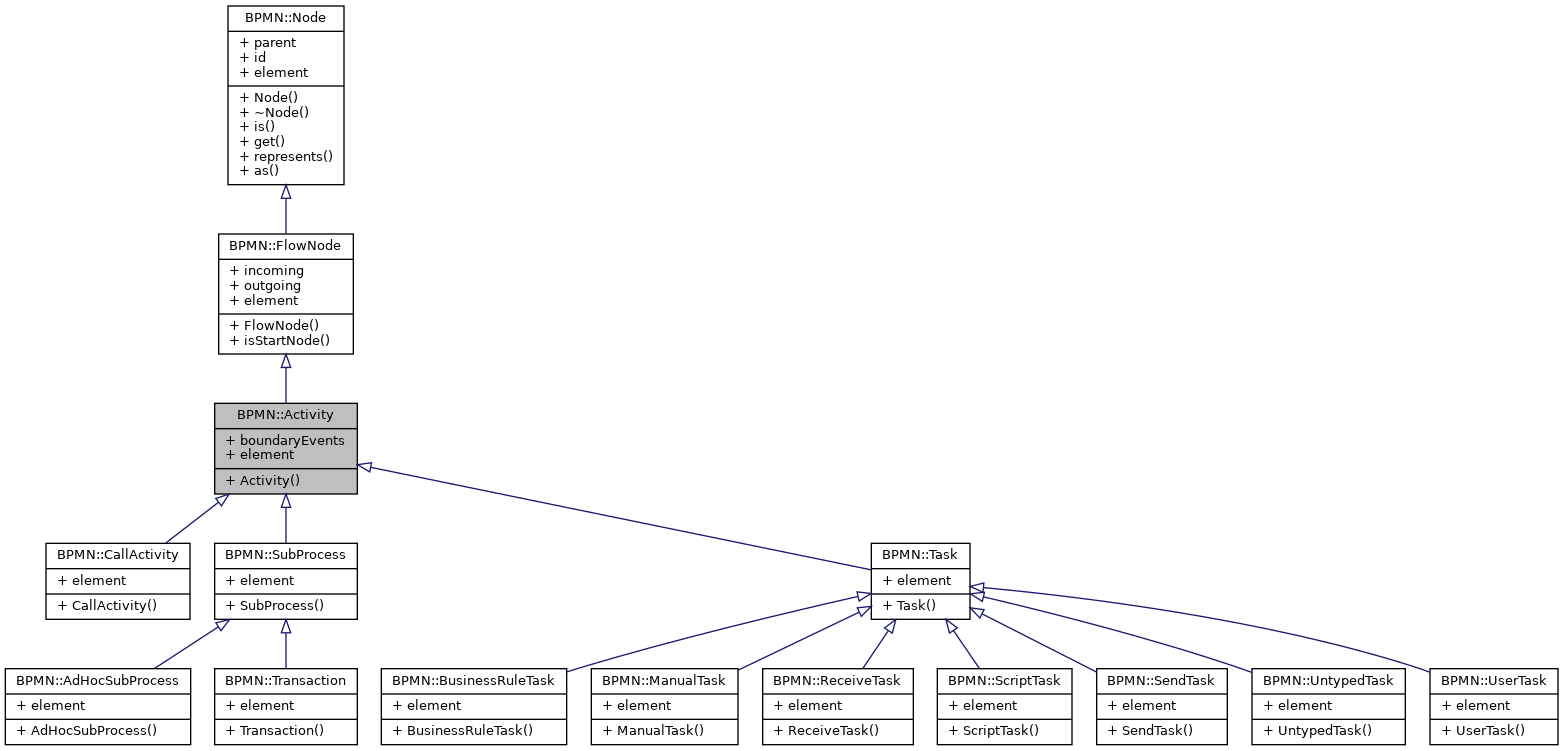 BPMN::Node
+ parent
+ id
+ element
+ Node()
+ ~Node()
+ is()
+ get()
+ represents()
+ as()
BPMN::FlowNode
+ incoming
+ outgoing
+ element
+ FlowNode()
+ isStartNode()
BPMN::Activity
+ boundaryEvents
+ element
+ Activity()
BPMN::CallActivity
+ element
+ CallActivity()
BPMN::SubProcess
+ element
+ SubProcess()
BPMN::Task
+ element
+ Task()
BPMN::AdHocSubProcess
+ element
+ AdHocSubProcess()
BPMN::Transaction
+ element
+ Transaction()
BPMN::BusinessRuleTask
+ element
+ BusinessRuleTask()
BPMN::ManualTask
+ element
+ ManualTask()
BPMN::ReceiveTask
+ element
+ ReceiveTask()
BPMN::ScriptTask
+ element
+ ScriptTask()
BPMN::SendTask
+ element
+ SendTask()
BPMN::UntypedTask
+ element
+ UntypedTask()
BPMN::UserTask
+ element
+ UserTask()